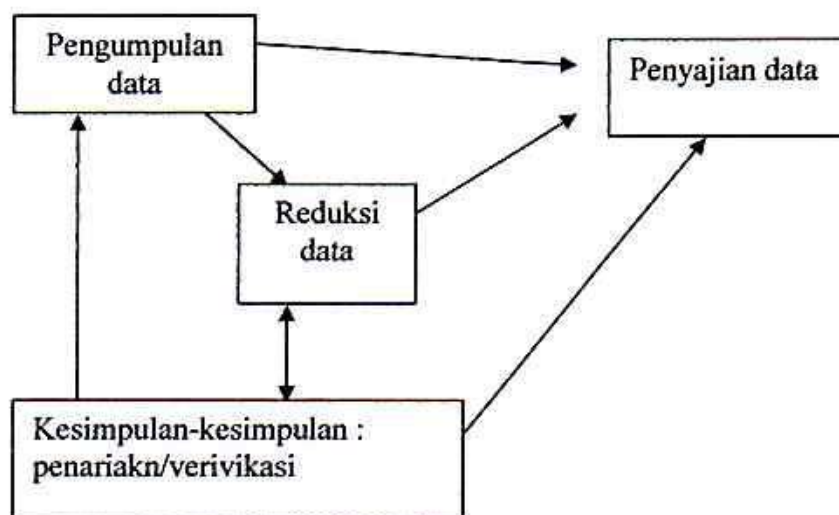 Pengumpulan
data
Penyajian data
Reduksi
data
Kesimpulan-kesimpulan :
penariakn/verivikasi